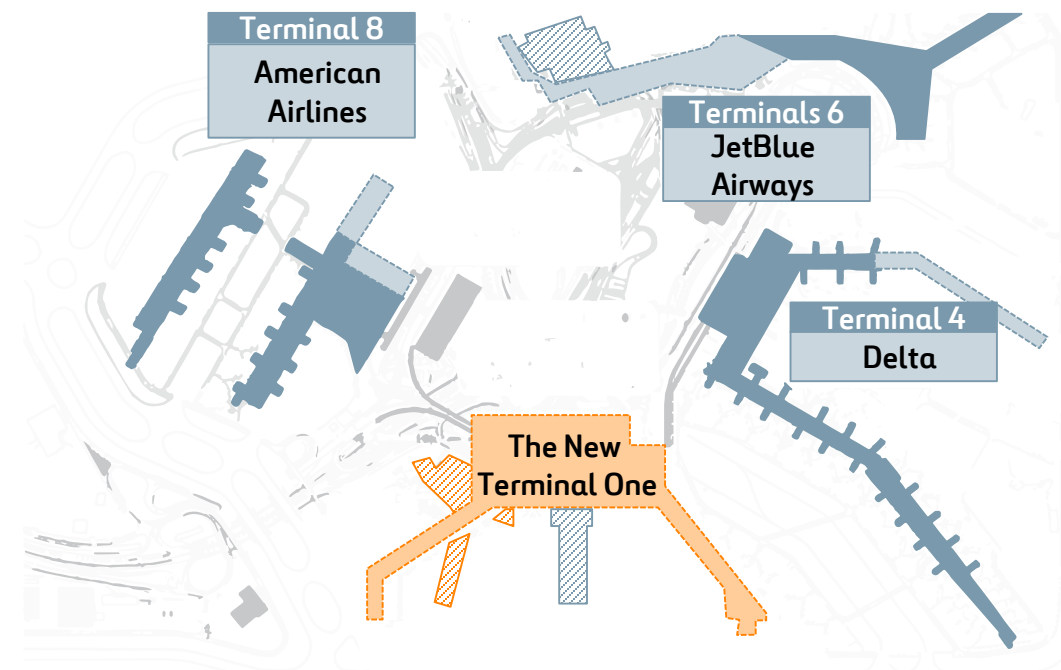 Terminal 8
American
Airlines
Terminals 6
JetBlue
Airways
Terminal 4
Delta
The New
Terminal One